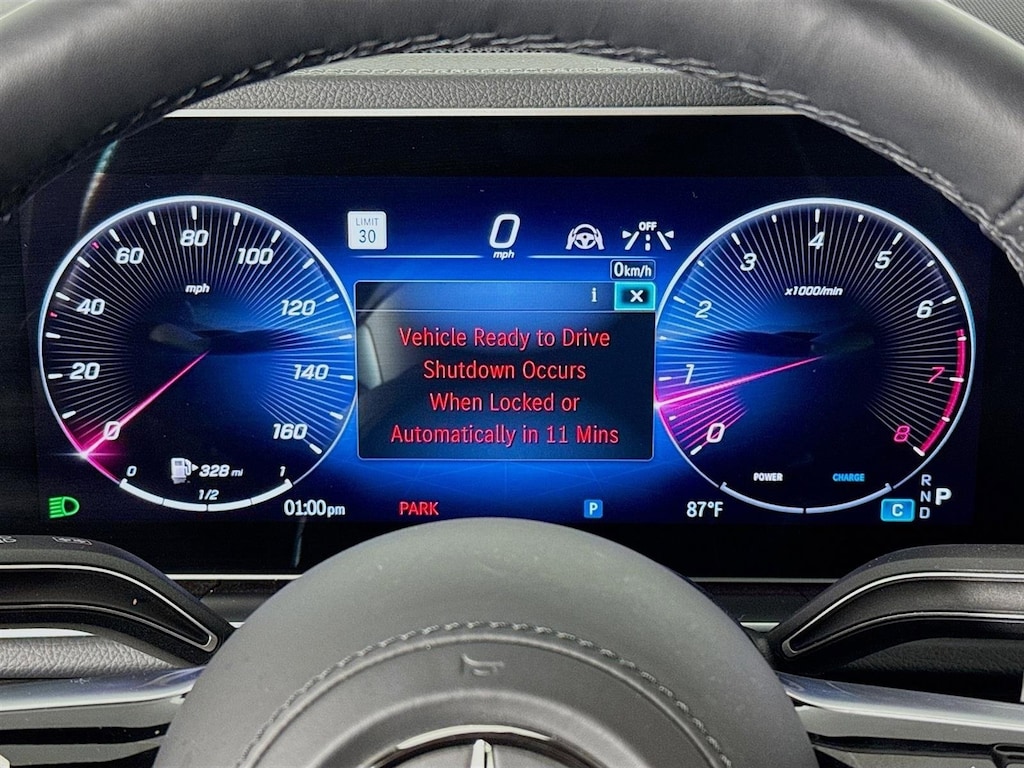 LIMIT
30
0
mph
OFF
0km/h
i
Vehicle Ready to Drive
Shutdown Occurs
When Locked or
Automatically in 11 Mins
0
20
40
60
80
100
120
140
160
mph
0
1/2
1
328 mi
01:00pm
PARK
P
87°F
0
1
2
3
4
5
6
7
8
x1000/min
POWER
CHARGE
C
R
N
D
P